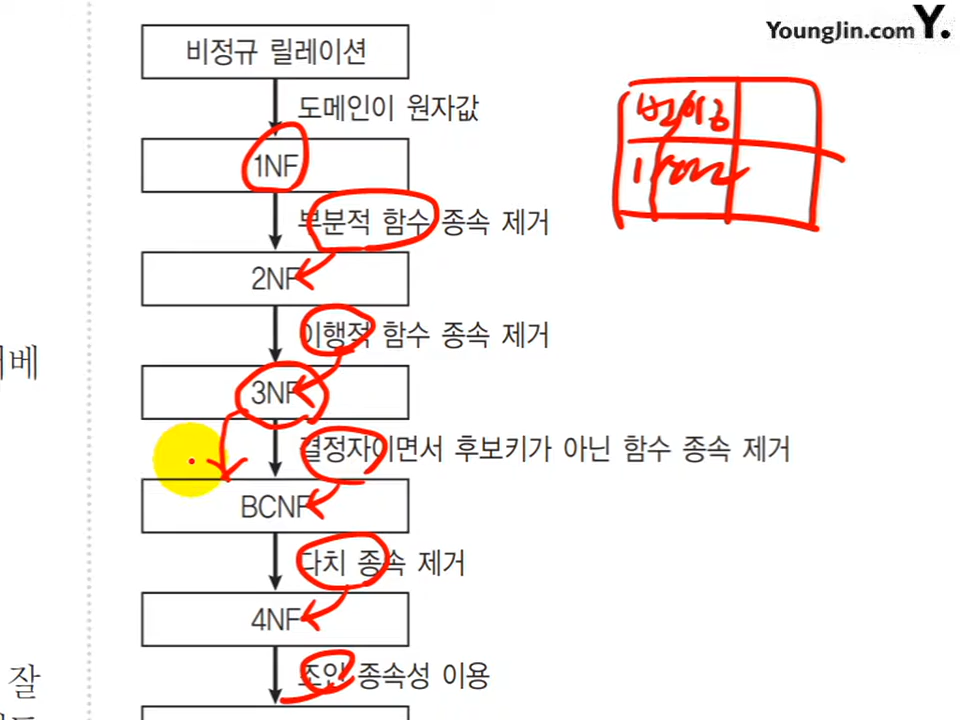 YoungJin.com Y.
비정규 릴레이션
도메인이 원자값
1NF
부분적 함수 종속 제거
2NF
이행적 함수 종속 제거
3NF
결정자이면서 후보키가 아닌 함수 종속 제거
BCNF
다치 종속 제거
4NF
조인 종속성 이용
베
잘